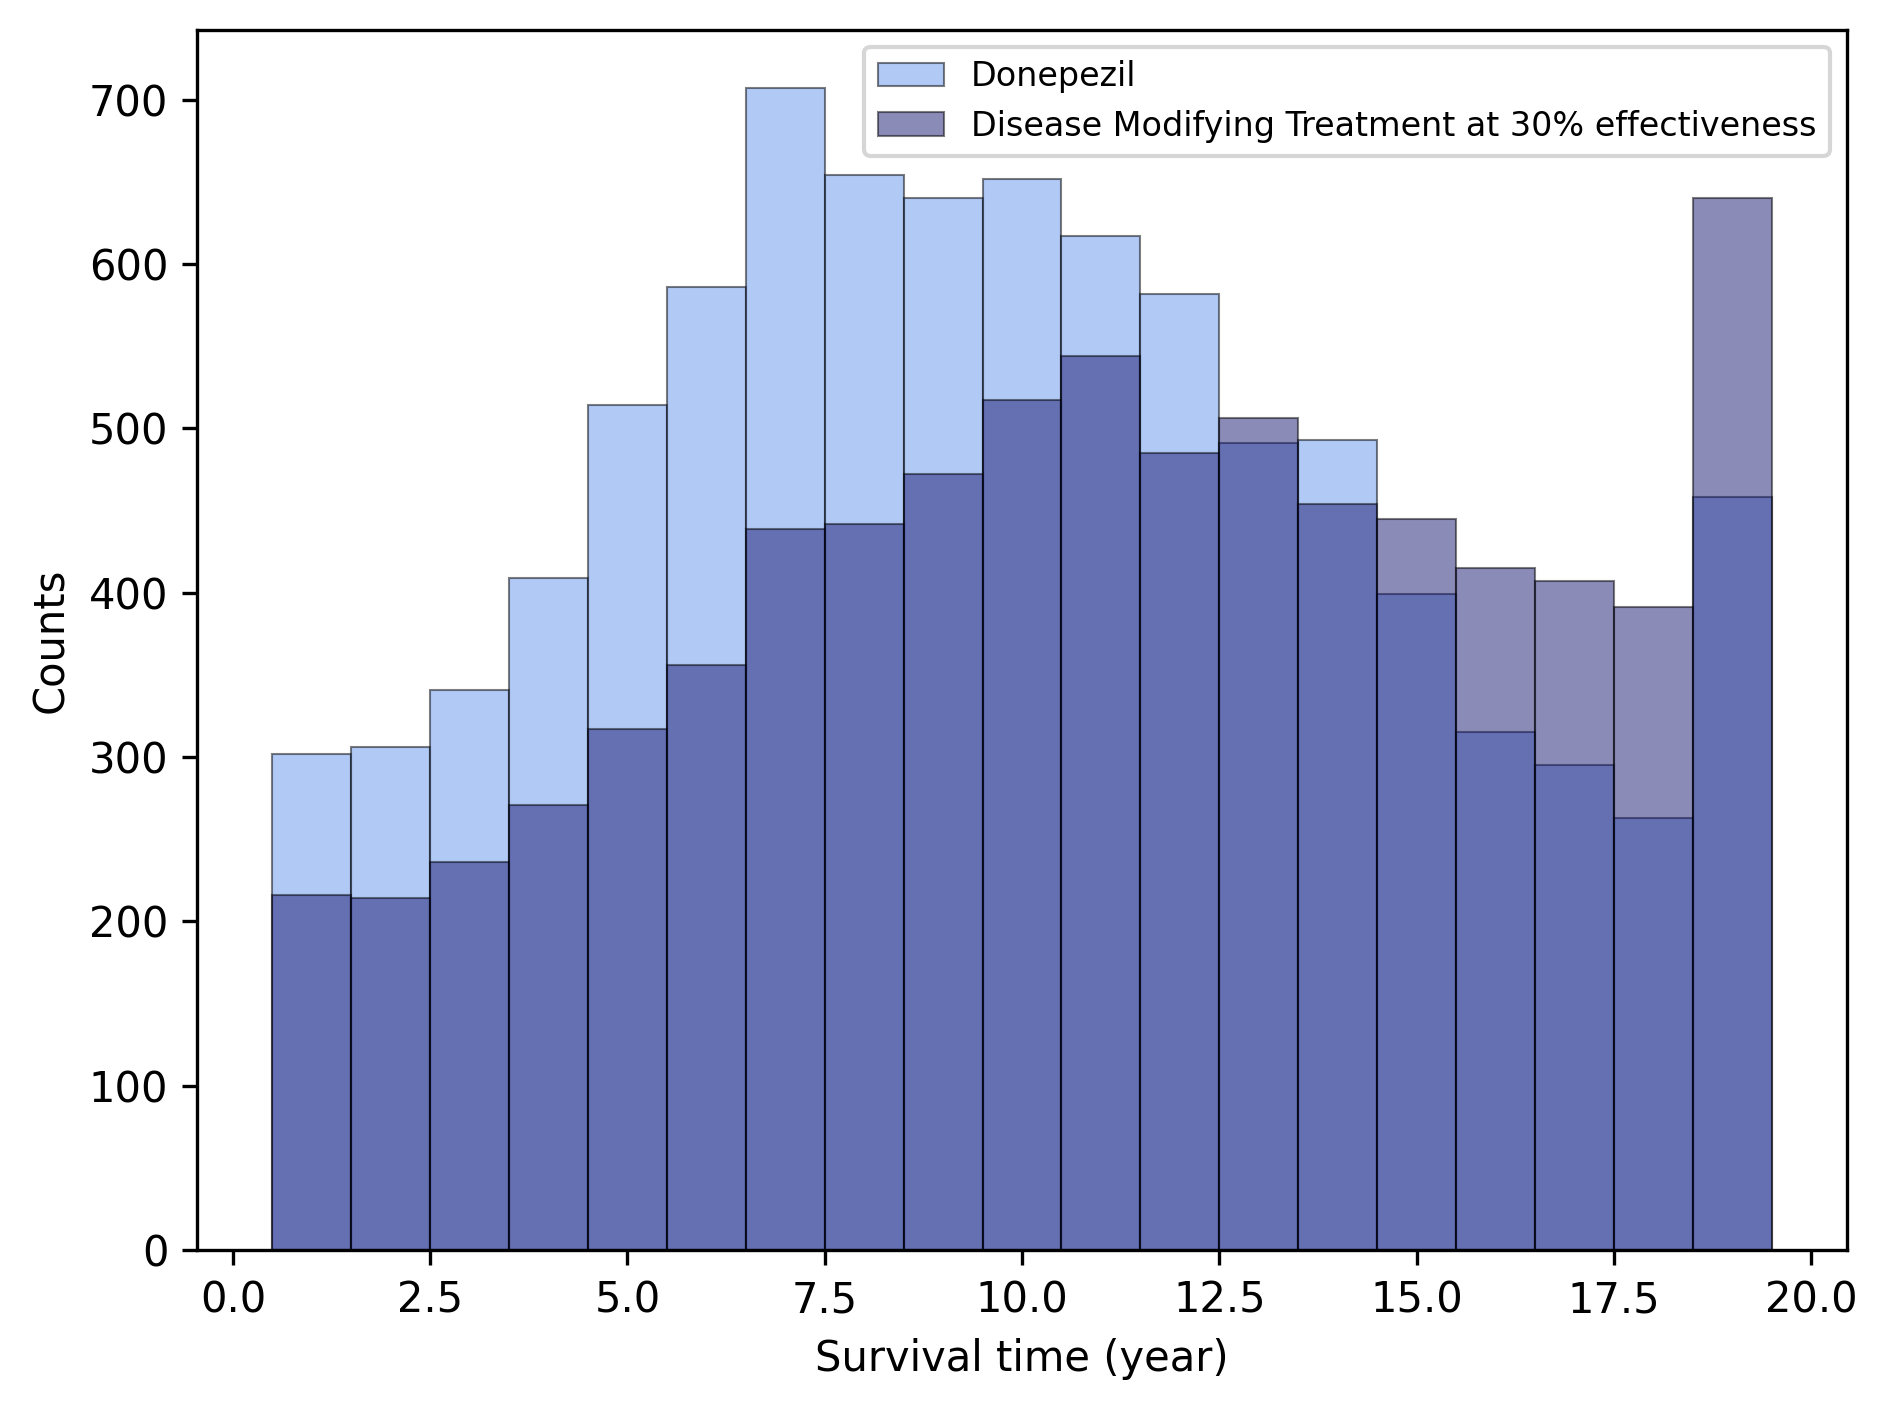 Donepezil
Disease Modifying Treatment at 30% effectiveness
700
600
500
400
300
200
100
0
Counts
0.0 2.5 5.0 7.5 10.0 12.5 15.0 17.5 20.0
Survival time (year)